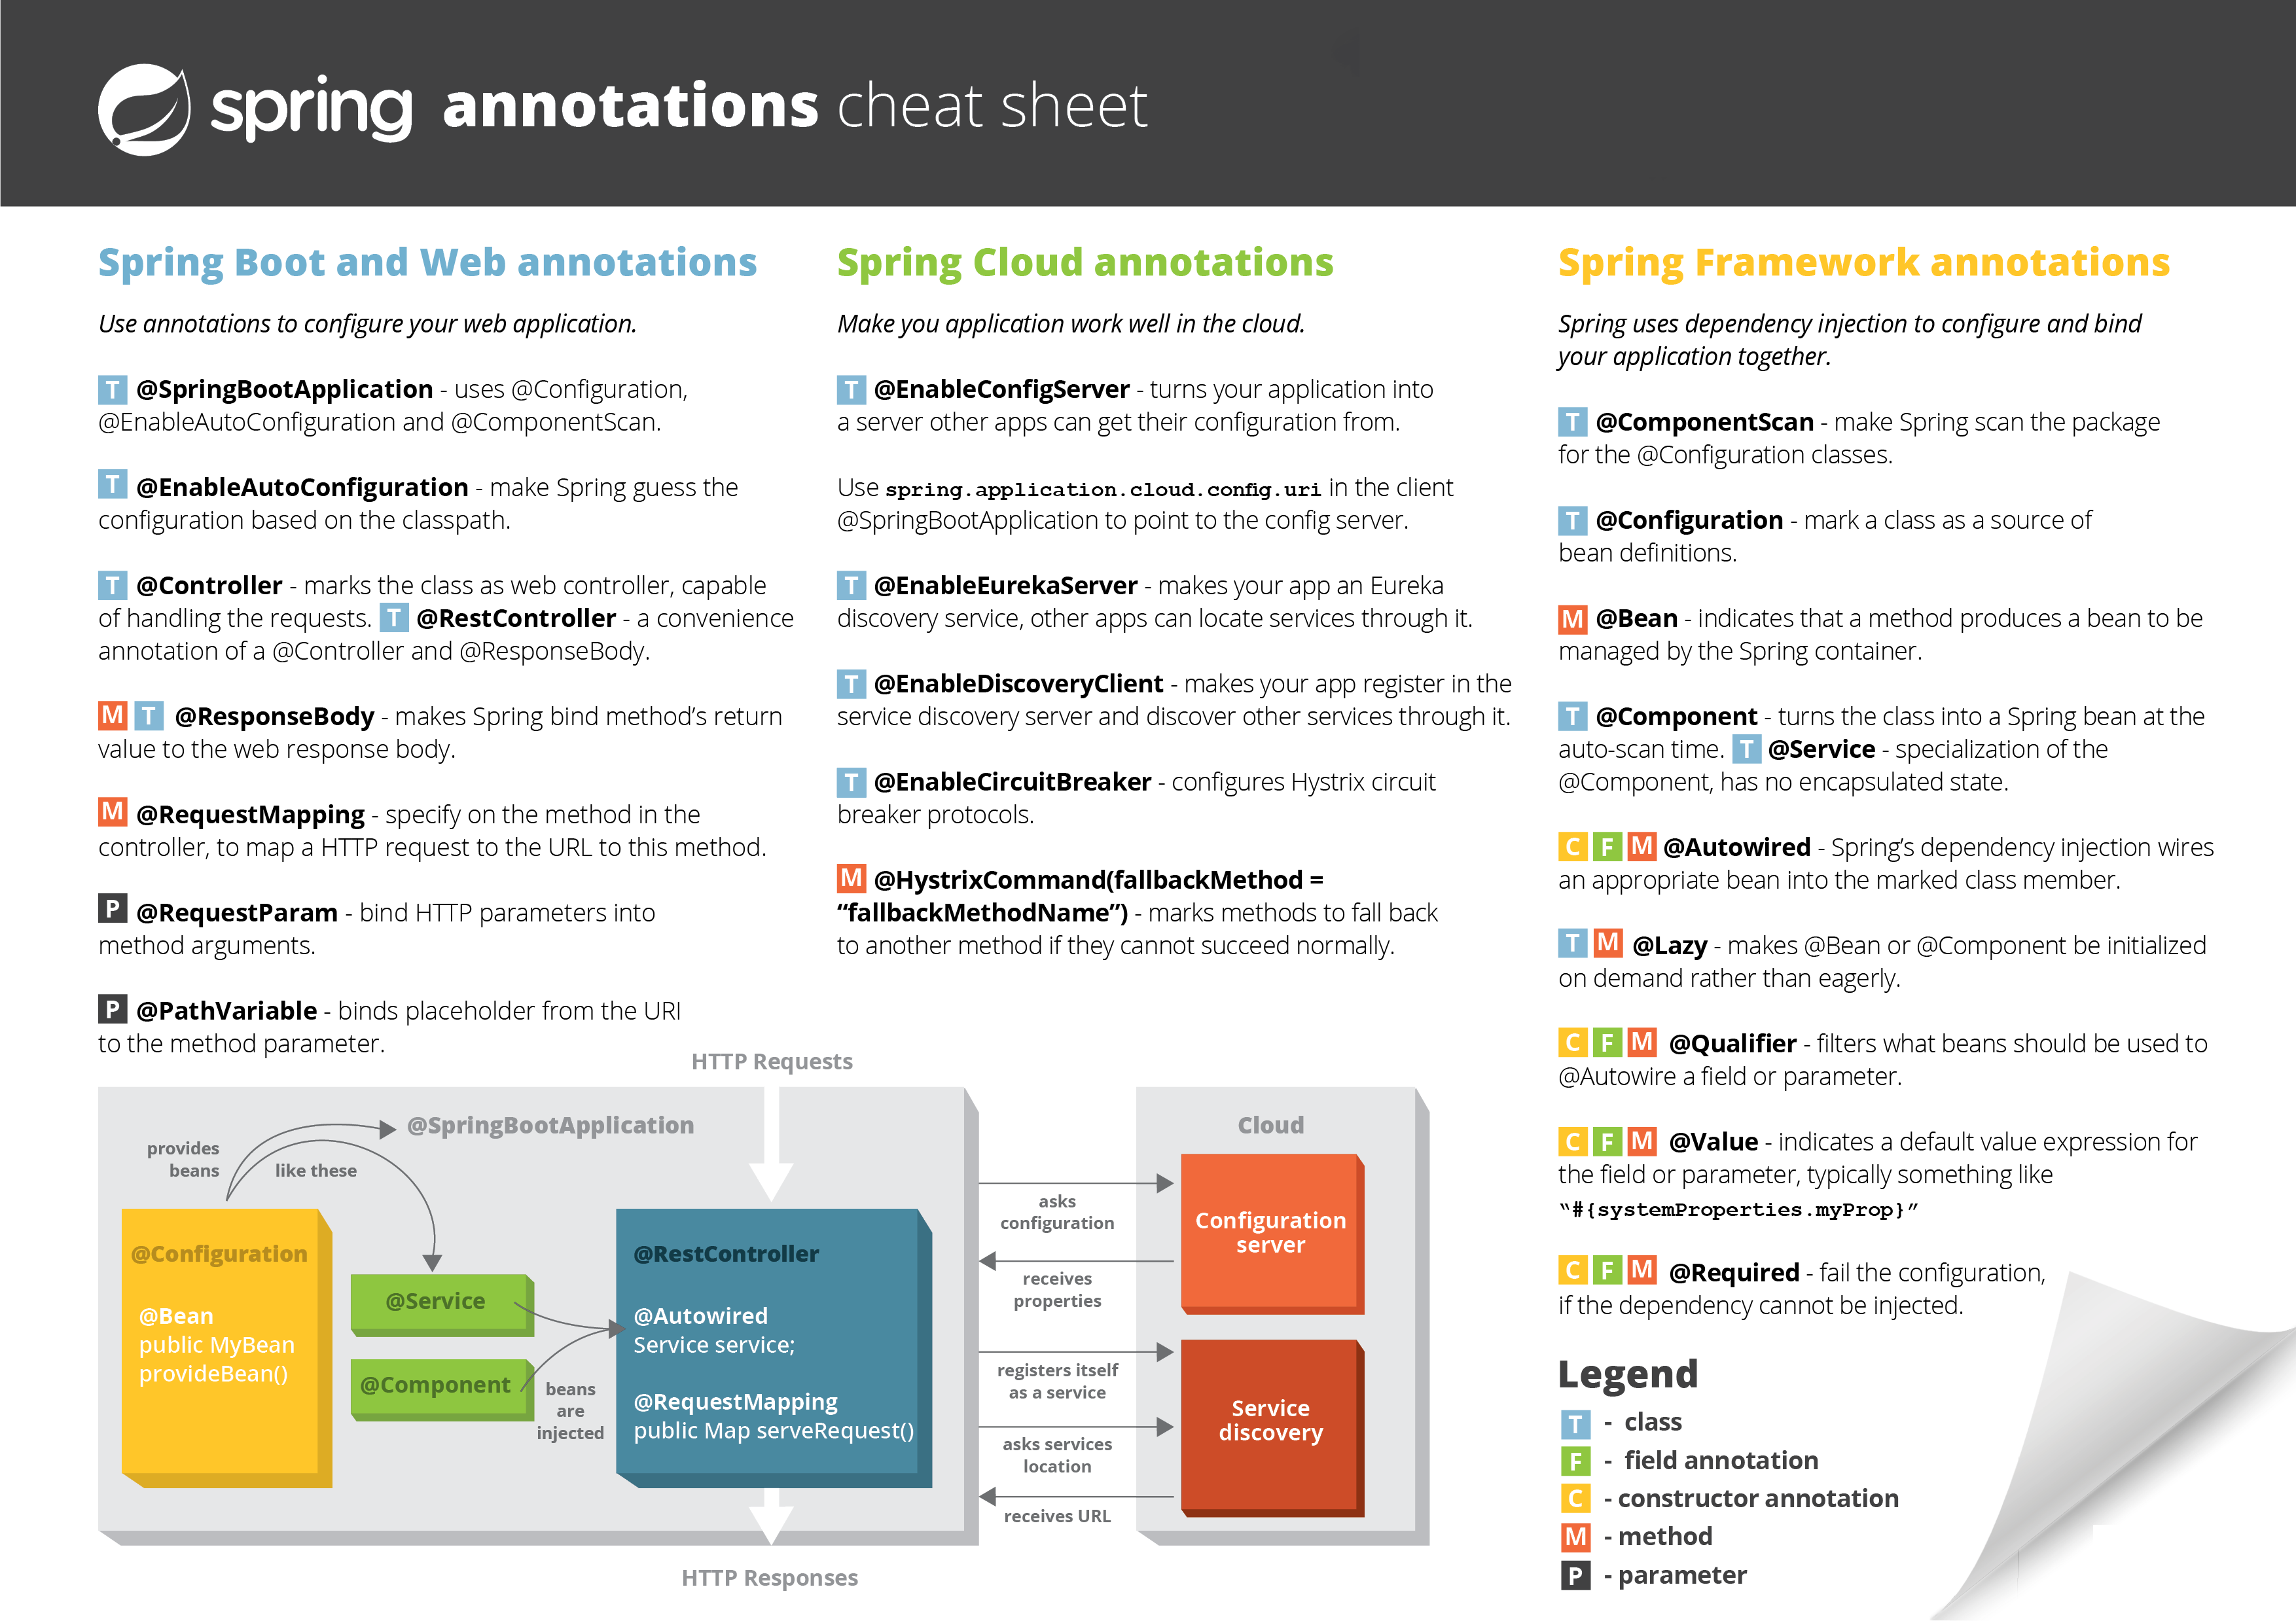 spring annotations cheat sheet
Spring Boot and Web annotations
Use annotations to configure your web application.
T @SpringBootApplication - uses @Configuration,
@EnableAutoConfiguration and @ComponentScan.
T @EnableAutoConfiguration - make Spring guess the
configuration based on the classpath.
T @Controller - marks the class as web controller, capable
of handling the requests. T @RestController - a convenience
annotation of a @Controller and @ResponseBody.
M T @ResponseBody - makes Spring bind method’s return
value to the web response body.
M @RequestMapping - specify on the method in the
controller, to map a HTTP request to the URL to this method.
P @RequestParam - bind HTTP parameters into
method arguments.
P @PathVariable - binds placeholder from the URI
to the method parameter.
Spring Cloud annotations
Make you application work well in the cloud.
T @EnableConfigServer - turns your application into
a server other apps can get their configuration from.
Use spring.application.cloud.config.uri in the client
@SpringBootApplication to point to the config server.
T @EnableEurekaServer - makes your app an Eureka
discovery service, other apps can locate services through it.
T @EnableDiscoveryClient - makes your app register in the
service discovery server and discover other services through it.
T @EnableCircuitBreaker - configures Hystrix circuit
breaker protocols.
M @HystrixCommand(fallbackMethod =
“fallbackMethodName”) - marks methods to fall back
to another method if they cannot succeed normally.
Spring Framework annotations
Spring uses dependency injection to configure and bind
your application together.
T @ComponentScan - make Spring scan the package
for the @Configuration classes.
T @Configuration - mark a class as a source of
bean definitions.
M @Bean - indicates that a method produces a bean to be
managed by the Spring container.
T @Component - turns the class into a Spring bean at the
auto-scan time. T @Service - specialization of the
@Component, has no encapsulated state.
C F M @Autowired - Spring’s dependency injection wires
an appropriate bean into the marked class member.
T M @Lazy - makes @Bean or @Component be initialized
on demand rather than eagerly.
C F M @Qualifier - filters what beans should be used to
@Autowire a field or parameter.
C F M @Value - indicates a default value expression for
the field or parameter, typically something like
“#{systemProperties.myProp}”
C F M @Required - fail the configuration,
if the dependency cannot be injected.
Legend
T - class
F - field annotation
C - constructor annotation
M - method
P - parameter
HTTP Requests
@SpringBootApplication
provides
beans
like these
@Configuration
@Bean
public MyBean
provideBean()
@Service
@Component
beans
are
injected
@RestController
@Autowired
Service service;
@RequestMapping
public Map serveRequest()
HTTP Responses
asks
configuration
receives
properties
registers itself
as a service
asks services
location
receives URL
Cloud
Configuration
server
Service
discovery